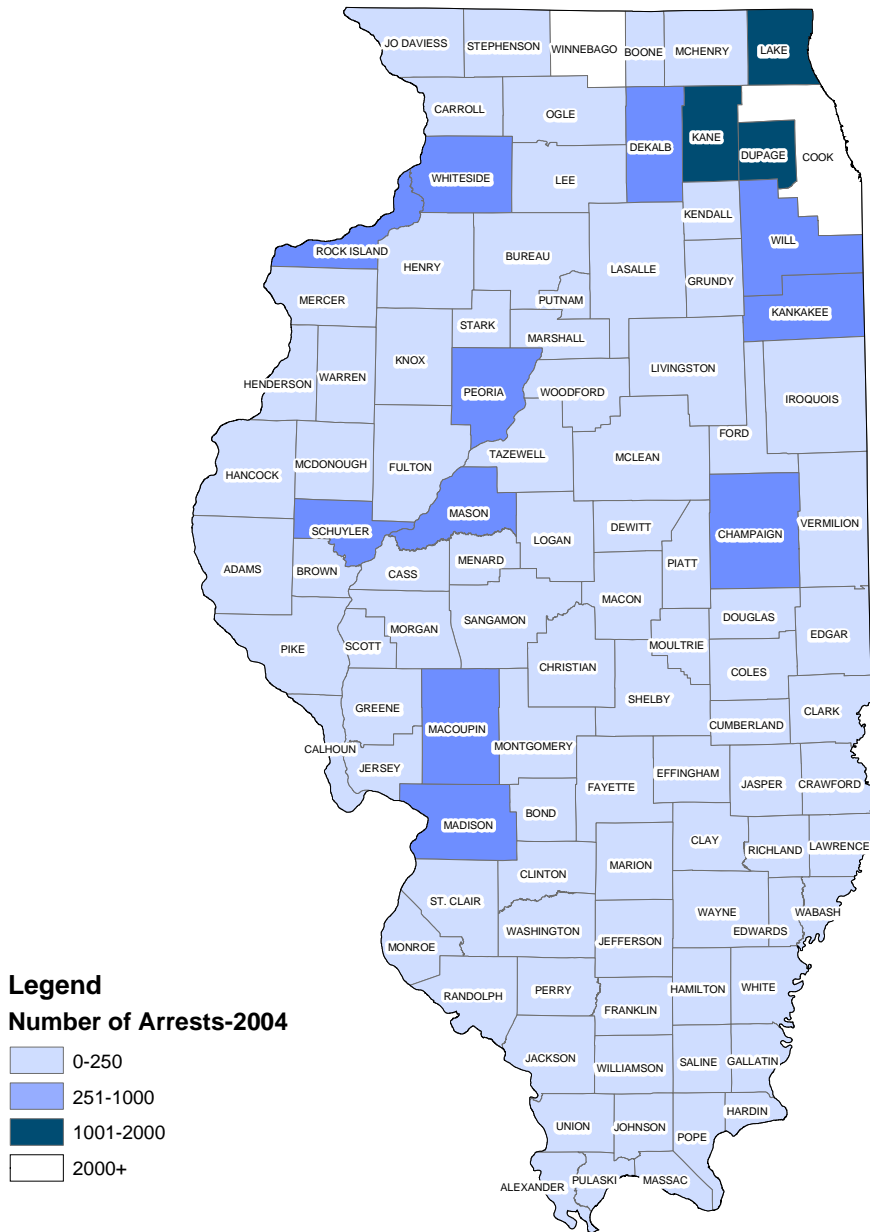 JO DAVIESS
STEPHENSON
WINNEBAGO
BOONE
MCHENRY
LAKE
CARROLL
OGLE
DEKALB
KANE
DUPAGE
COOK
WHITESIDE
LEE
KENDALL
WILL
ROCK ISLAND
HENRY
BUREAU
LASALLE
GRUNDY
MERCER
PUTNAM
KANKAKEE
STARK
MARSHALL
KNOX
HENDERSON
WARREN
PEORIA
WOODFORD
LIVINGSTON
IROQUOIS
FORD
HANCOCK
MCDONOUGH
FULTON
TAZEWELL
MCLEAN
SCHUYLER
MASON
LOGAN
DEWITT
CHAMPAIGN
VERMILION
ADAMS
BROWN
CASS
MENARD
PIATT
MACON
PIKE
SCOTT
MORGAN
SANGAMON
DOUGLAS
EDGAR
MOULTRIE
CHRISTIAN
COLES
GREENE
SHELBY
MACOUPIN
CUMBERLAND
CLARK
CALHOUN
MONTGOMERY
JERSEY
FAYETTE
EFFINGHAM
JASPER
CRAWFORD
MADISON
BOND
CLAY
RICHLAND
LAWRENCE
CLINTON
MARION
ST. CLAIR
WAYNE
WABASH
EDWARDS
WASHINGTON
JEFFERSON
MONROE
RANDOLPH
PERRY
HAMILTON
WHITE
FRANKLIN
JACKSON
WILLIAMSON
SALINE
GALLATIN
HARDIN
UNION
JOHNSON
POPE
ALEXANDER
PULASKI
MASSAC
Legend
Number of Arrests-2004
0-250
251-1000
1001-2000
2000+